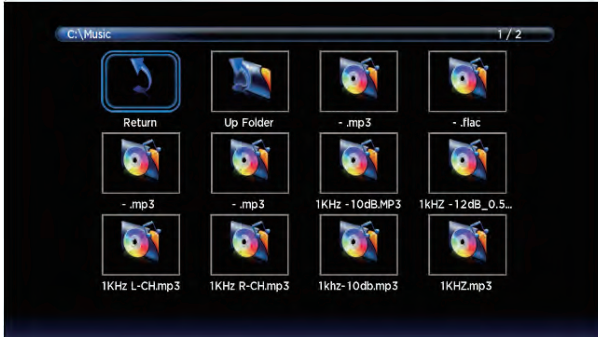 C:\Music 1 / 2
Return Up Folder - .mp3 - .flac
- .mp3 - .mp3 1KHz -10dB.MP3 1kHZ -12dB_0.5...
1KHz L-CH.mp3 1KHz R-CH.mp3 1khz-10db.mp3 1KHZ.mp3